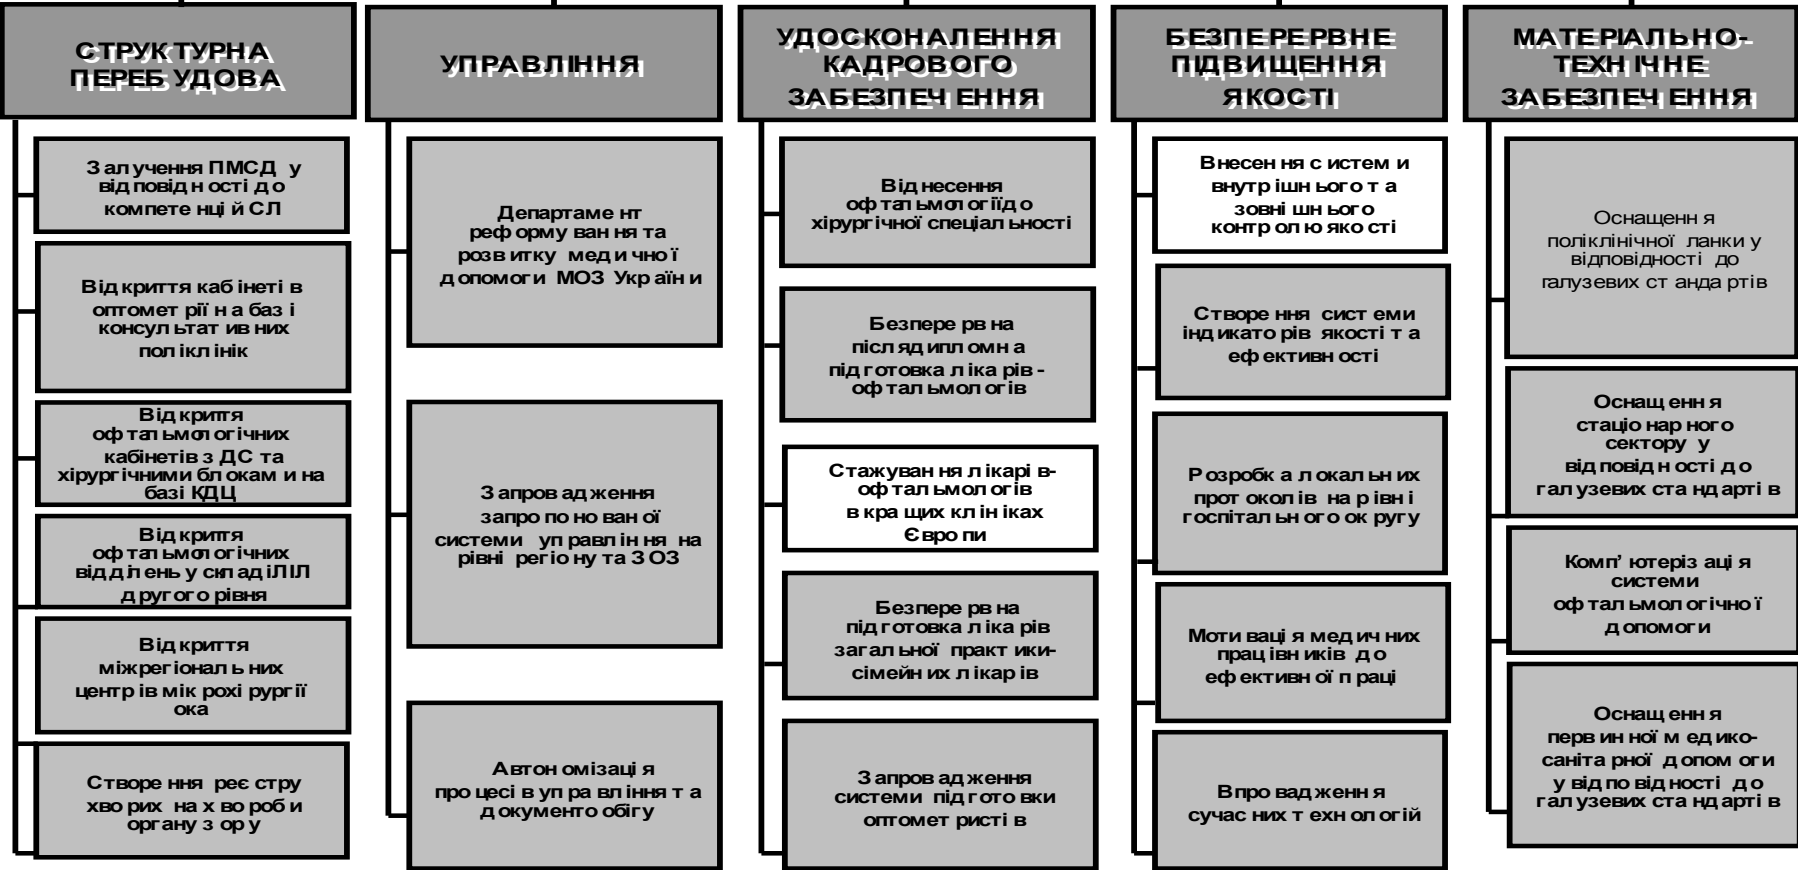 СТРУКТУРНА
ПЕРЕБУДОВА
Залучення ПМСД у
відповідності до
компетенцій СЛ
Відкриття кабінетів
оптометрії на базі
консультативних
поліклінік
Відкриття
офтальмологічних
кабінетів з ДС та
хірургічними блоками на
базі КДЦ
Відкриття
офтальмологічних
відділень у складі ЛІЛ
другого рівня
Відкриття
міжрегіональних
центрів мікрохірургії
ока
Створення реєстру
хворих на хвороби
органу зору
УПРАВЛІННЯ
Департамент
реформування та
розвитку медичної
допомоги МОЗ України
Запровадження
запропонованої
системи управління на
рівні регіону та ЗОЗ
Автономізація
процесів управління та
документообігу
УДОСКОНАЛЕННЯ
КАДРОВОГО
ЗАБЕЗПЕЧЕННЯ
Віднесення
офтальмології до
хірургічної спеціальності
Безперервна
післядипломна
підготовка лікарів-
офтальмологів
Стажування лікарів-
офтальмологів
в кращих клініках
Європи
Безперервна
підготовка лікарів
загальної практики-
сімейних лікарів
Запровадження
системи підготовки
оптометристів
БЕЗПЕРЕРВНЕ
ПІДВИЩЕННЯ
ЯКОСТІ
Внесення системи
внутрішнього та
зовнішнього
контролю якості
Створення системи
індикаторів якості та
ефективності
Розробка локальних
протоколів на рівні
госпітального округу
Мотивація медичних
працівників до
ефективної праці
Впровадження
сучасних технологій
МАТЕРІАЛЬНО-
ТЕХНІЧНЕ
ЗАБЕЗПЕЧЕННЯ
Оснащення
поліклінічної ланки у
відповідності до
галузевих стандартів
Оснащення
стаціонарного
сектору у
відповідності до
галузевих стандартів
Комп’ютерізація
системи
офтальмологічної
допомоги
Оснащення
первинної медико-
санітарної допомоги
у відповідності до
галузевих стандартів